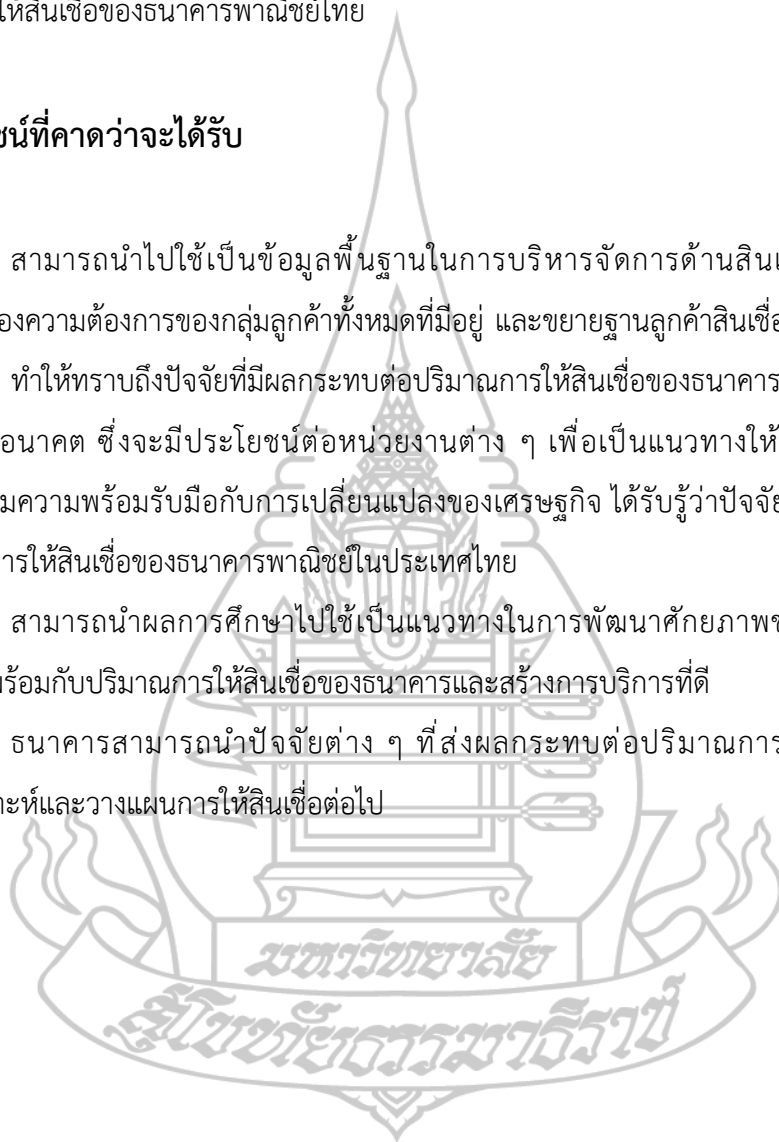 ให้สินเชื่อของธนาคารพาณิชย์ไทย
ชน์ที่คาดว่าจะได้รับ
สามารถนำไปใช้เป็นข้อมูลพื้นฐานในการบริหารจัดการด้านสินเ
องความต้องการของกลุ่มลูกค้าทั้งหมดที่มีอยู่ และขยายฐานลูกค้าสินเชื่อ
ทำให้ทราบถึงปัจจัยที่มีผลกระทบต่อปริมาณการให้สินเชื่อของธนาคาร
อนาคต ซึ่งจะมีประโยชน์ต่อหน่วยงานต่าง ๆ เพื่อเป็นแนวทางให้
มความพร้อมรับมือกับการเปลี่ยนแปลงของเศรษฐกิจ ได้รับรู้ว่าปัจจัย
ารให้สินเชื่อของธนาคารพาณิชย์ในประเทศไทย
สามารถนำผลการศึกษาไปใช้เป็นแนวทางในการพัฒนาศักยภาพข
พร้อมกับปริมาณการให้สินเชื่อของธนาคารและสร้างการบริการที่ดี
ธนาคารสามารถนำปัจจัยต่าง ๆ ที่ส่งผลกระทบต่อปริมาณการ
าะห์และวางแผนการให้สินเชื่อต่อไป
มหาวิทยาลัย
สุโขทัยธรรมาธิราช